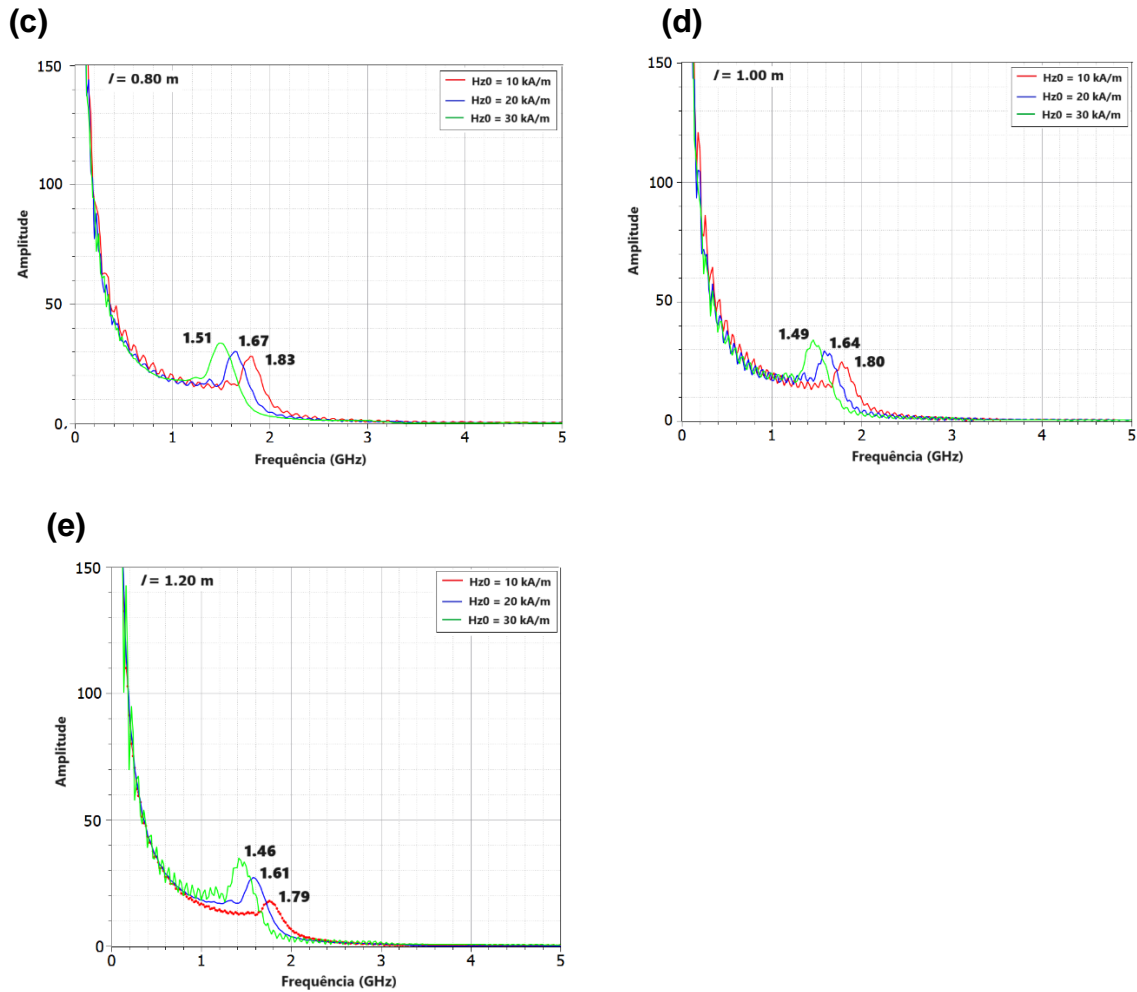 (c)
150
l = 0.80 m
Hz0 = 10 kA/m
Hz0 = 20 kA/m
Hz0 = 30 kA/m
100
Amplitude
50
1.51
1.67
1.83
0.
0
1
2
3
4
5
Frequência (GHz)
(d)
150
l = 1.00 m
Hz0 = 10 kA/m
Hz0 = 20 kA/m
Hz0 = 30 kA/m
100
Amplitude
50
1.49
1.64
1.80
0
0
1
2
3
4
5
Frequência (GHz)
(e)
150
l = 1.20 m
Hz0 = 10 kA/m
Hz0 = 20 kA/m
Hz0 = 30 kA/m
100
Amplitude
50
1.46
1.61
1.79
0
0
1
2
3
4
5
Frequência (GHz)